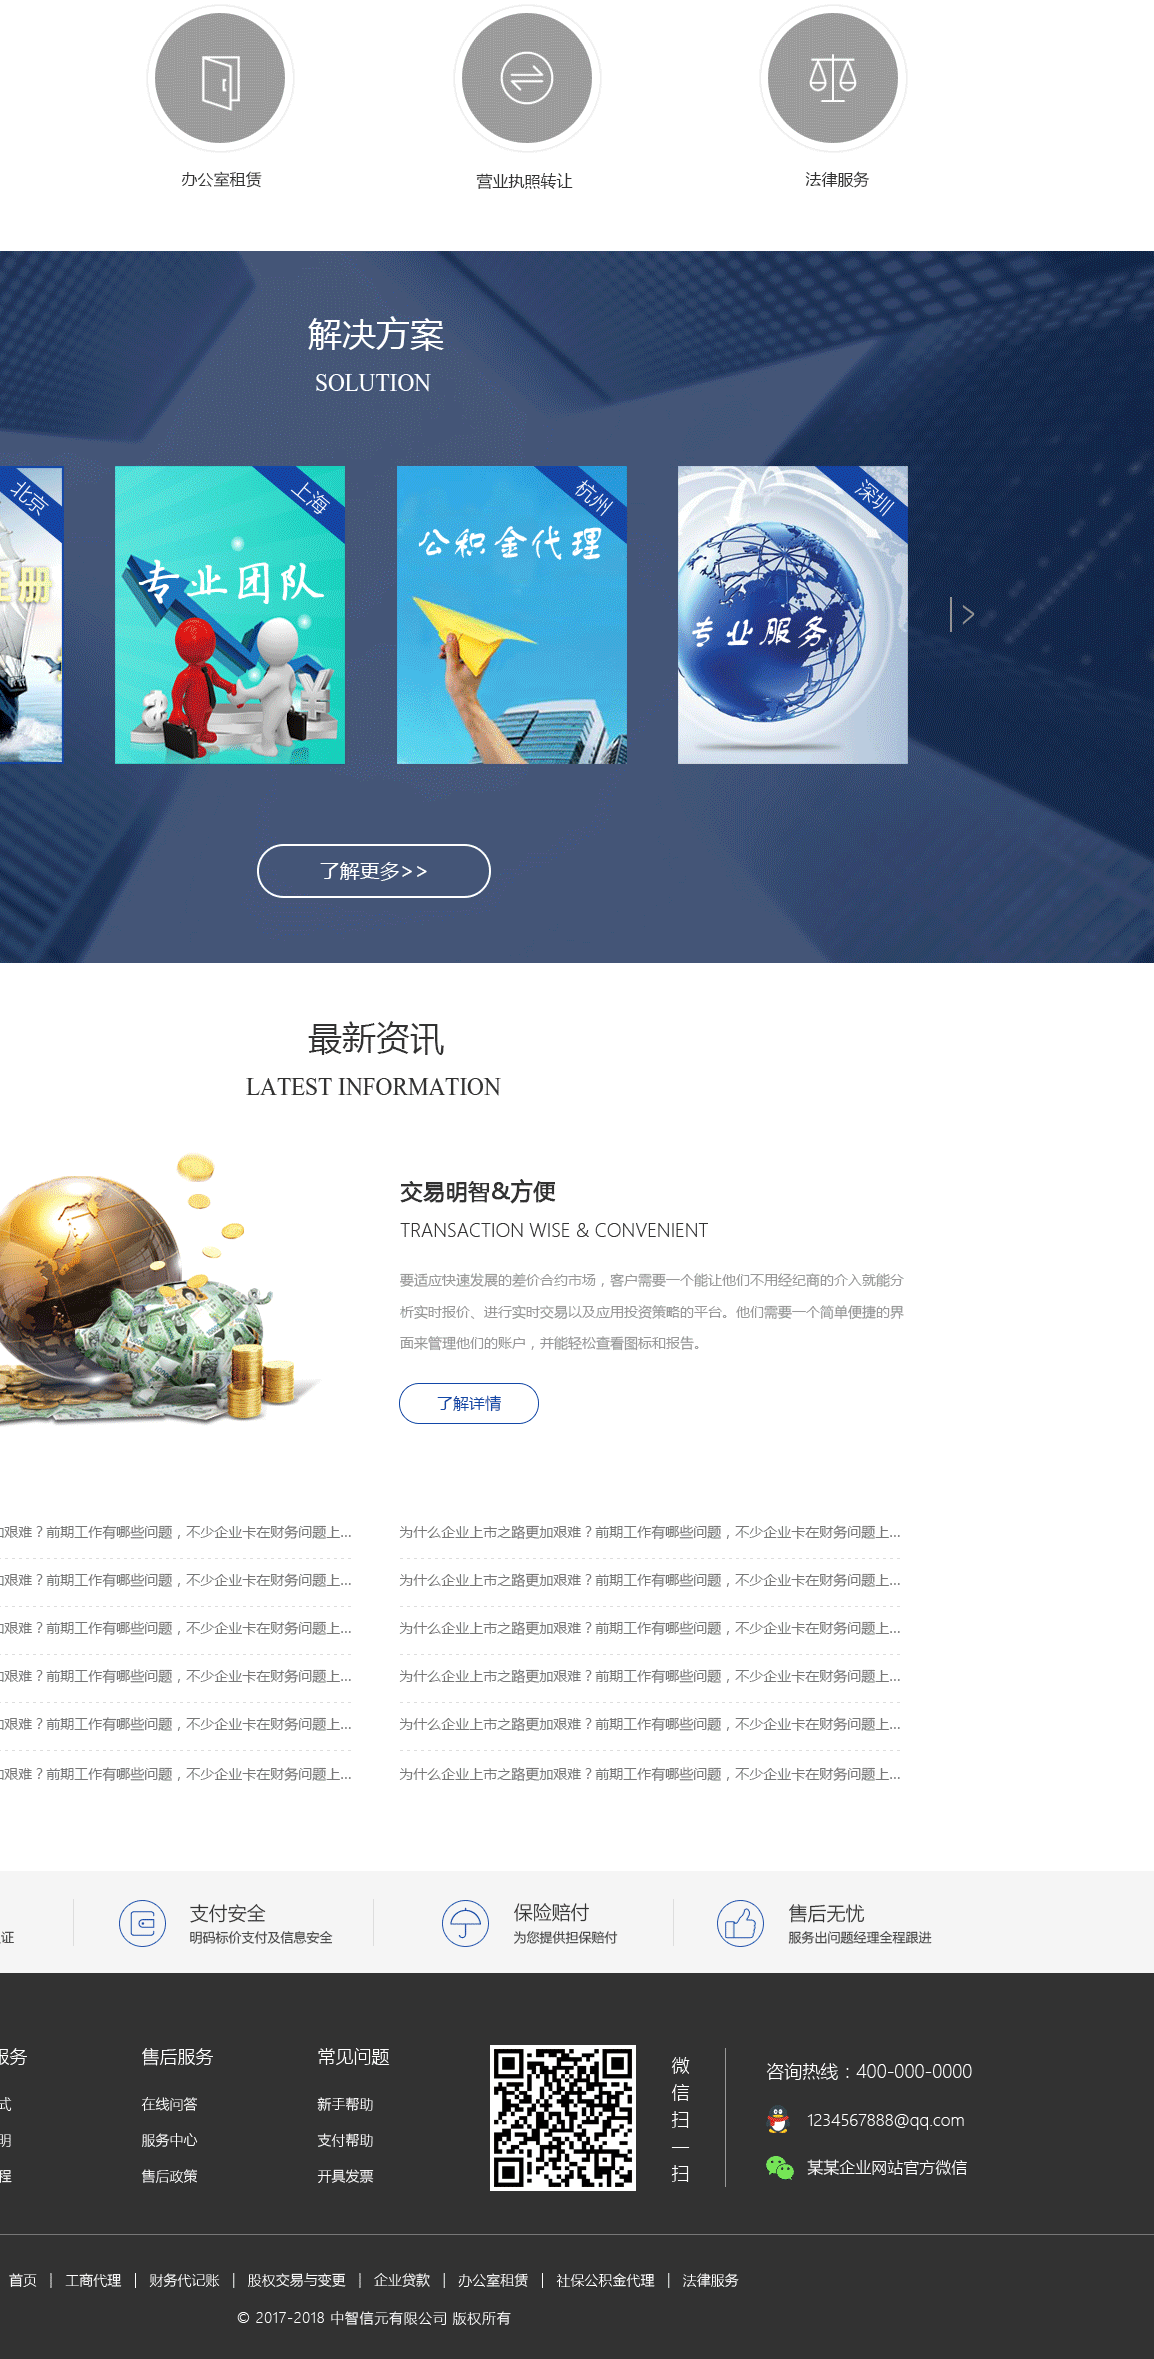 办公室租赁
营业执照转让
法律服务
解决方案
SOLUTION
北京
册
上海
专业团队
杭州
公积金代理
深圳
专业服务
了解更多>>
最新资讯
LATEST INFORMATION
交易明智&方便
TRANSACTION WISE & CONVENIENT
要适应快速发展的差价合约市场，客户需要一个能让他们不用经纪商的介入就能分
析实时报价、进行实时交易以及应用投资策略的平台。他们需要一个简单便捷的界
面来管理他们的账户，并能轻松查看图标和报告。
了解详情
加艰难？前期工作有哪些问题，不少企业卡在财务问题上...
为什么企业上市之路更加艰难？前期工作有哪些问题，不少企业卡在财务问题上...
加艰难？前期工作有哪些问题，不少企业卡在财务问题上...
为什么企业上市之路更加艰难？前期工作有哪些问题，不少企业卡在财务问题上...
加艰难？前期工作有哪些问题，不少企业卡在财务问题上...
为什么企业上市之路更加艰难？前期工作有哪些问题，不少企业卡在财务问题上...
加艰难？前期工作有哪些问题，不少企业卡在财务问题上...
为什么企业上市之路更加艰难？前期工作有哪些问题，不少企业卡在财务问题上...
加艰难？前期工作有哪些问题，不少企业卡在财务问题上...
为什么企业上市之路更加艰难？前期工作有哪些问题，不少企业卡在财务问题上...
加艰难？前期工作有哪些问题，不少企业卡在财务问题上...
为什么企业上市之路更加艰难？前期工作有哪些问题，不少企业卡在财务问题上...
证
支付安全
明码标价支付及信息安全
保险赔付
为您提供担保赔付
售后无忧
服务出问题经理全程跟进
服务
式
明
程
售后服务
在线问答
服务中心
售后政策
常见问题
新手帮助
支付帮助
开具发票
微信扫一扫
咨询热线：400-000-0000
1234567888@qq.com
某某企业网站官方微信
首页 | 工商代理 | 财务代记账 | 股权交易与变更 | 企业贷款 | 办公室租赁 | 社保公积金代理 | 法律服务
© 2017-2018 中智信元有限公司 版权所有